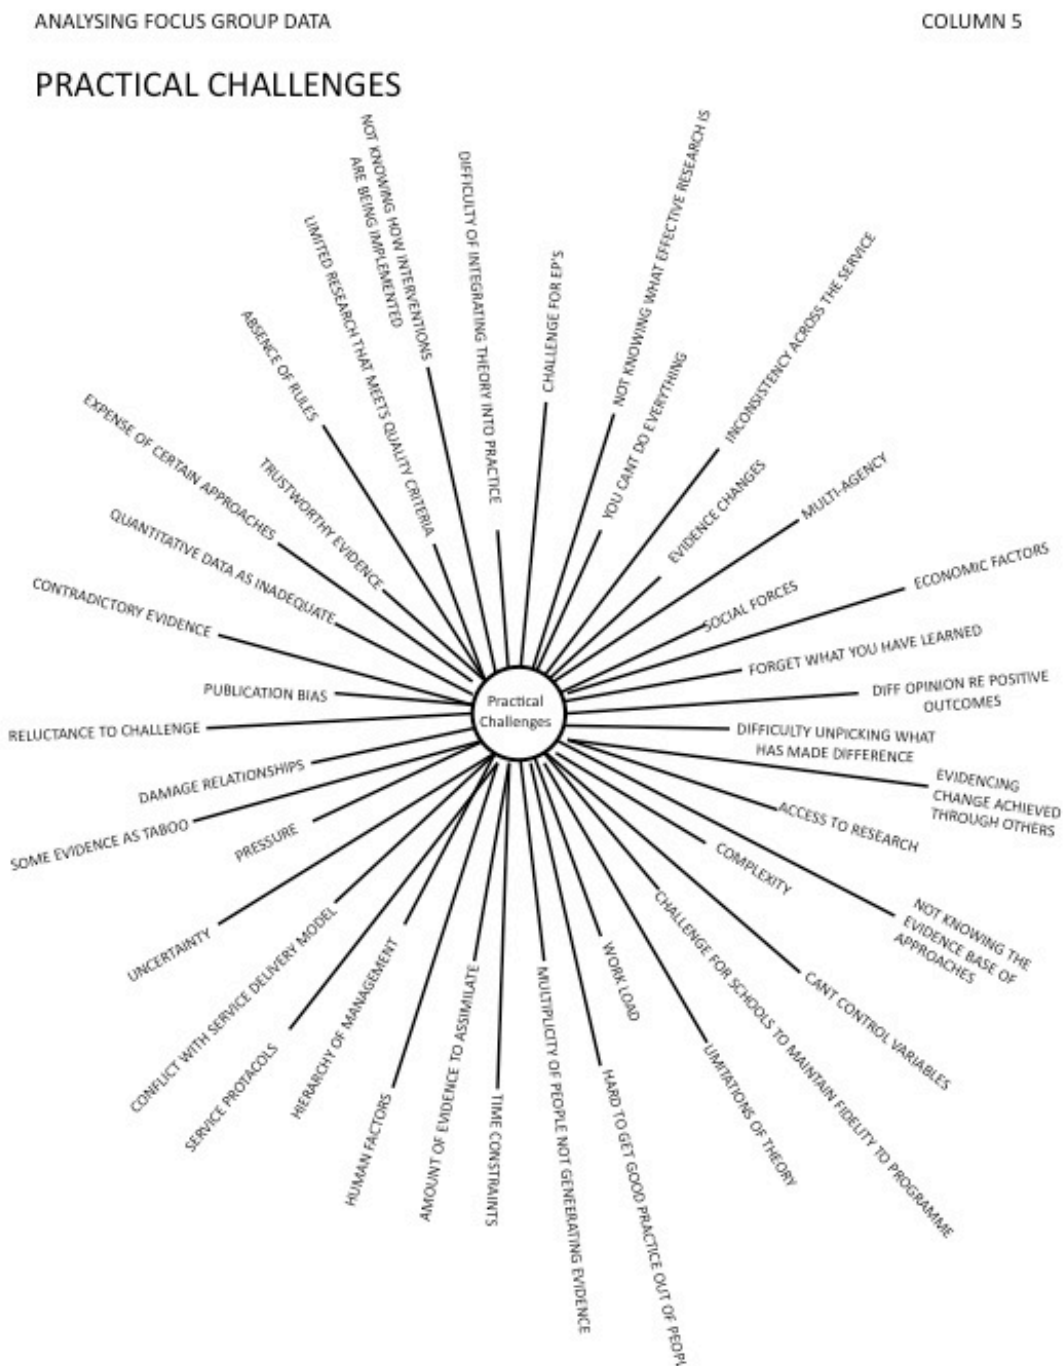 ANALYSING FOCUS GROUP DATA
COLUMN 5
PRACTICAL CHALLENGES
NOT KNOWING HOW INTERVENTIONS
ARE BEING IMPLEMENTED
DIFFICULTY OF INTEGRATING THEORY INTO PRACTICE
CHALLENGE FOR EP'S
NOT KNOWING WHAT EFFECTIVE RESEARCH IS
YOU CANT DO EVERYTHING
INCONSISTENCY ACROSS THE SERVICE
EVIDENCE CHANGES
MULTI-AGENCY
SOCIAL FORCES
ECONOMIC FACTORS
FORGET WHAT YOU HAVE LEARNED
DIFF OPINION RE POSITIVE
OUTCOMES
DIFFICULTY UNPICKING WHAT
HAS MADE DIFFERENCE
EVIDENCING
CHANGE ACHIEVED
THROUGH OTHERS
ACCESS TO RESEARCH
COMPLEXITY
NOT KNOWING THE
EVIDENCE BASE OF
APPROACHES
CANT CONTROL VARIABLES
CHALLENGE FOR SCHOOLS TO MAINTAIN FIDELITY TO PROGRAMME
LIMITATIONS OF THEORY
WORK LOAD
HARD TO GET GOOD PRACTICE OUT OF PEOPL
MULTIPLICITY OF PEOPLE NOT GENEERATING EVIDENCE
TIME CONSTRAINTS
AMOUNT OF EVIDENCE TO ASSIMILATE
HUMAN FACTORS
HIERARCHY OF MANAGEMENT
SERVICE PROTOCOLS
CONFLICT WITH SERVICE DELIVERY MODEL
UNCERTAINTY
PRESSURE
SOME EVIDENCE AS TABOO
DAMAGE RELATIONSHIPS
RELUCTANCE TO CHALLENGE
PUBLICATION BIAS
CONTRADICTORY EVIDENCE
QUANTITATIVE DATA AS INADEQUATE
EXPENSE OF CERTAIN APPROACHES
TRUSTWORTHY EVIDENCE
ABSENCE OF RULES
LIMITED RESEARCH THAT MEETS QUALITY CRITERIA
Practical
Challenges